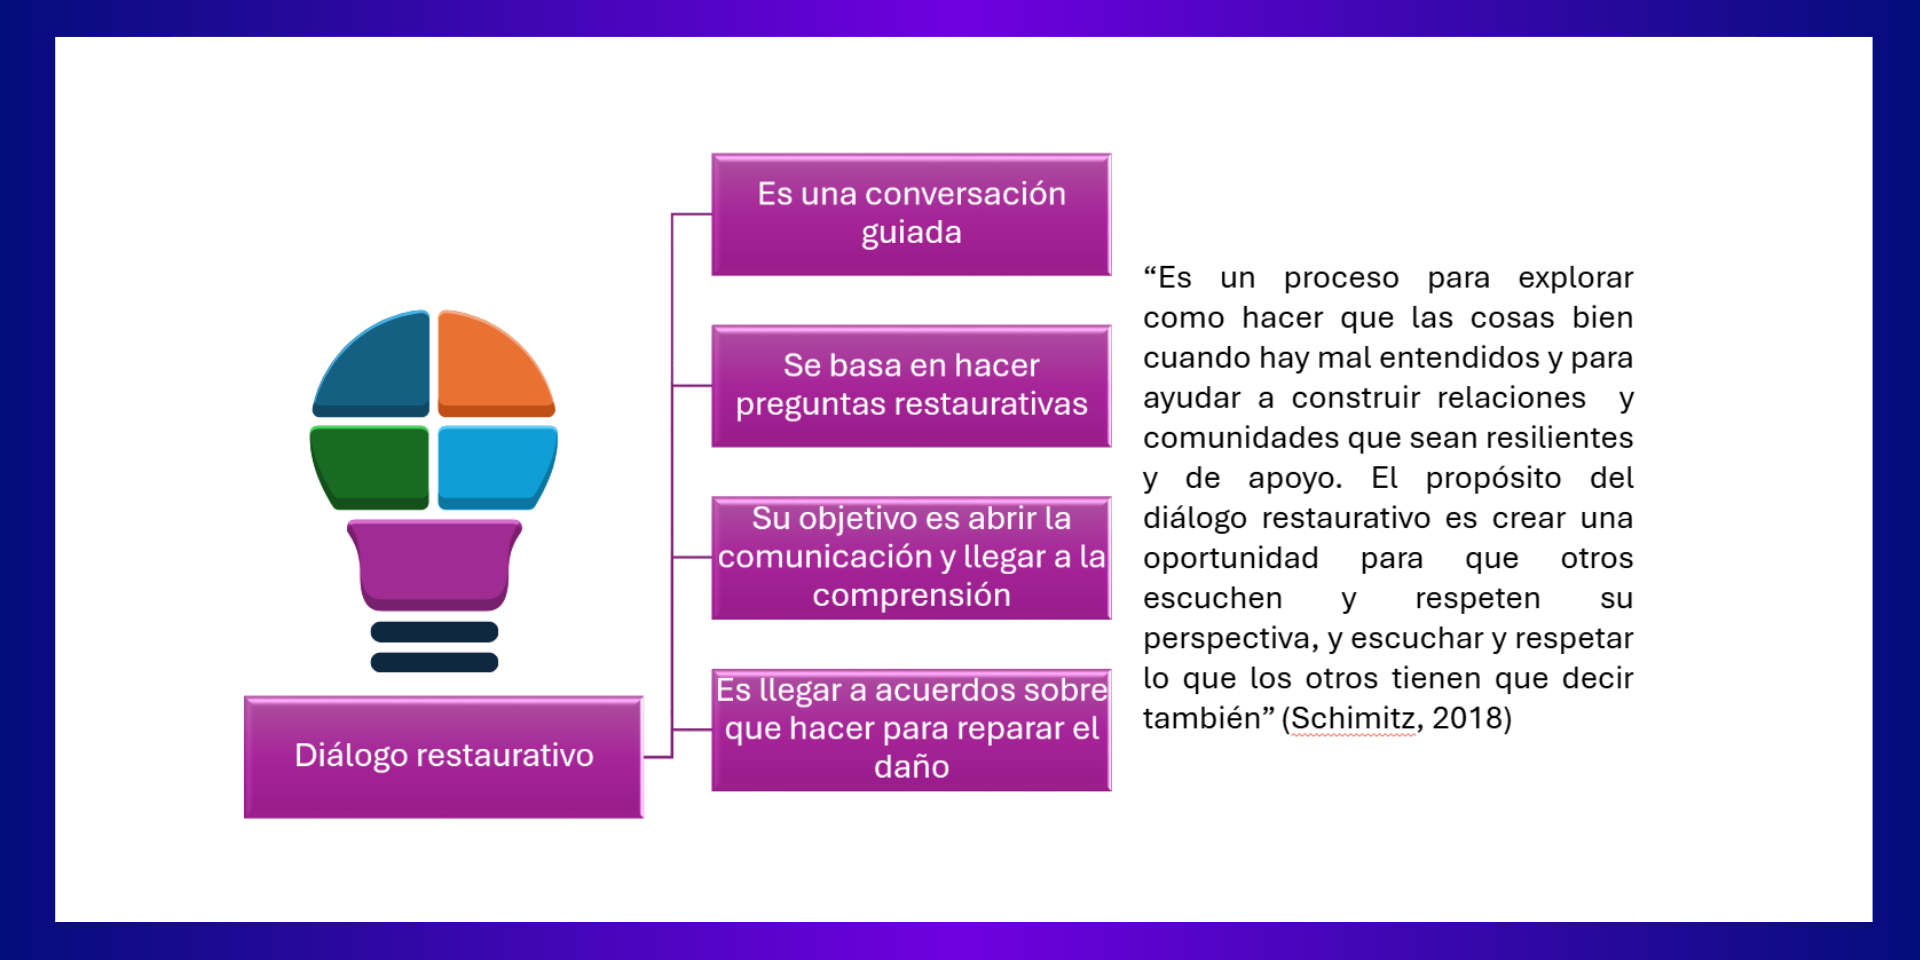 Es una conversación
guiada
Se basa en hacer
preguntas restaurativas
Su objetivo es abrir la
comunicación y llegar a la
comprensión
Es llegar a acuerdos sobre
que hacer para reparar el
daño
Diálogo restaurativo
“Es un proceso para explorar
como hacer que las cosas bien
cuando hay mal entendidos y para
ayudar a construir relaciones y
comunidades que sean resilientes
y de apoyo. El propósito del
diálogo restaurativo es crear una
oportunidad para que otros
escuchen y respeten su
perspectiva, y escuchar y respetar
lo que los otros tienen que decir
también” (Schimitz, 2018)